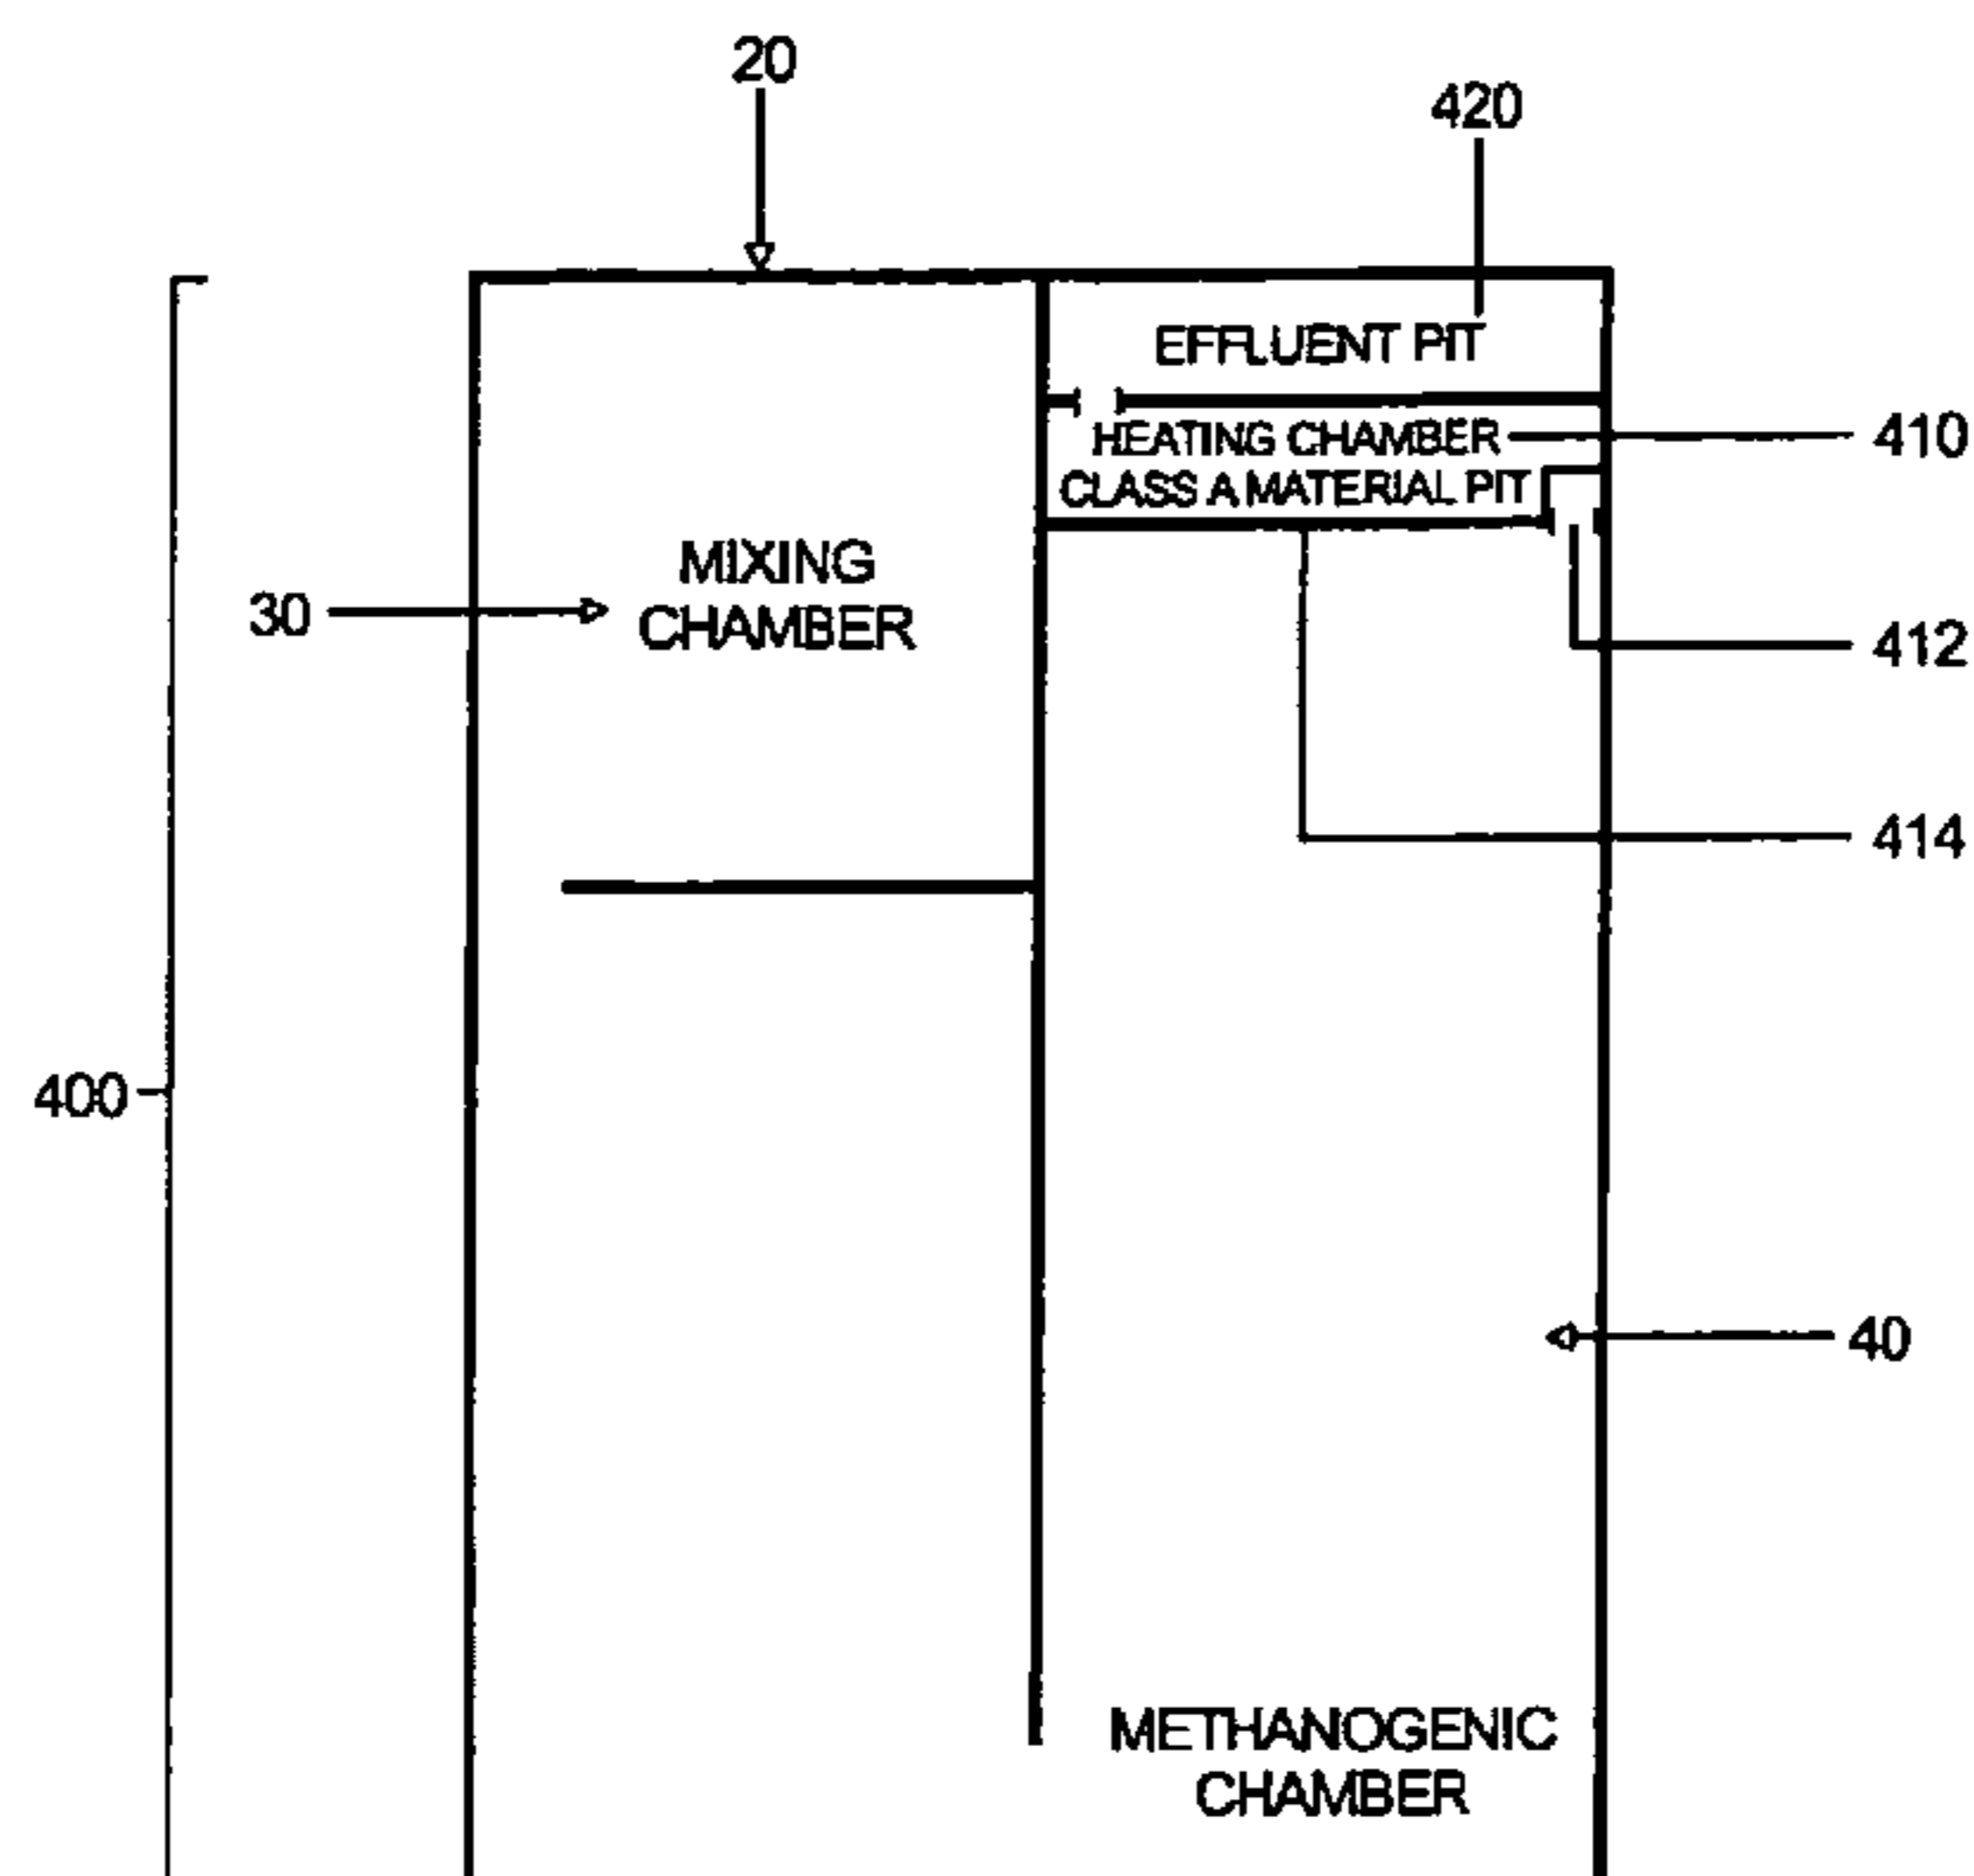 20
420
EFFLUENT PIT
HEATING CHAMBER
410
CLASS A MATERIAL PIT
MIXING
CHAMBER
30
412
414
400
40
METHANOGENIC
CHAMBER